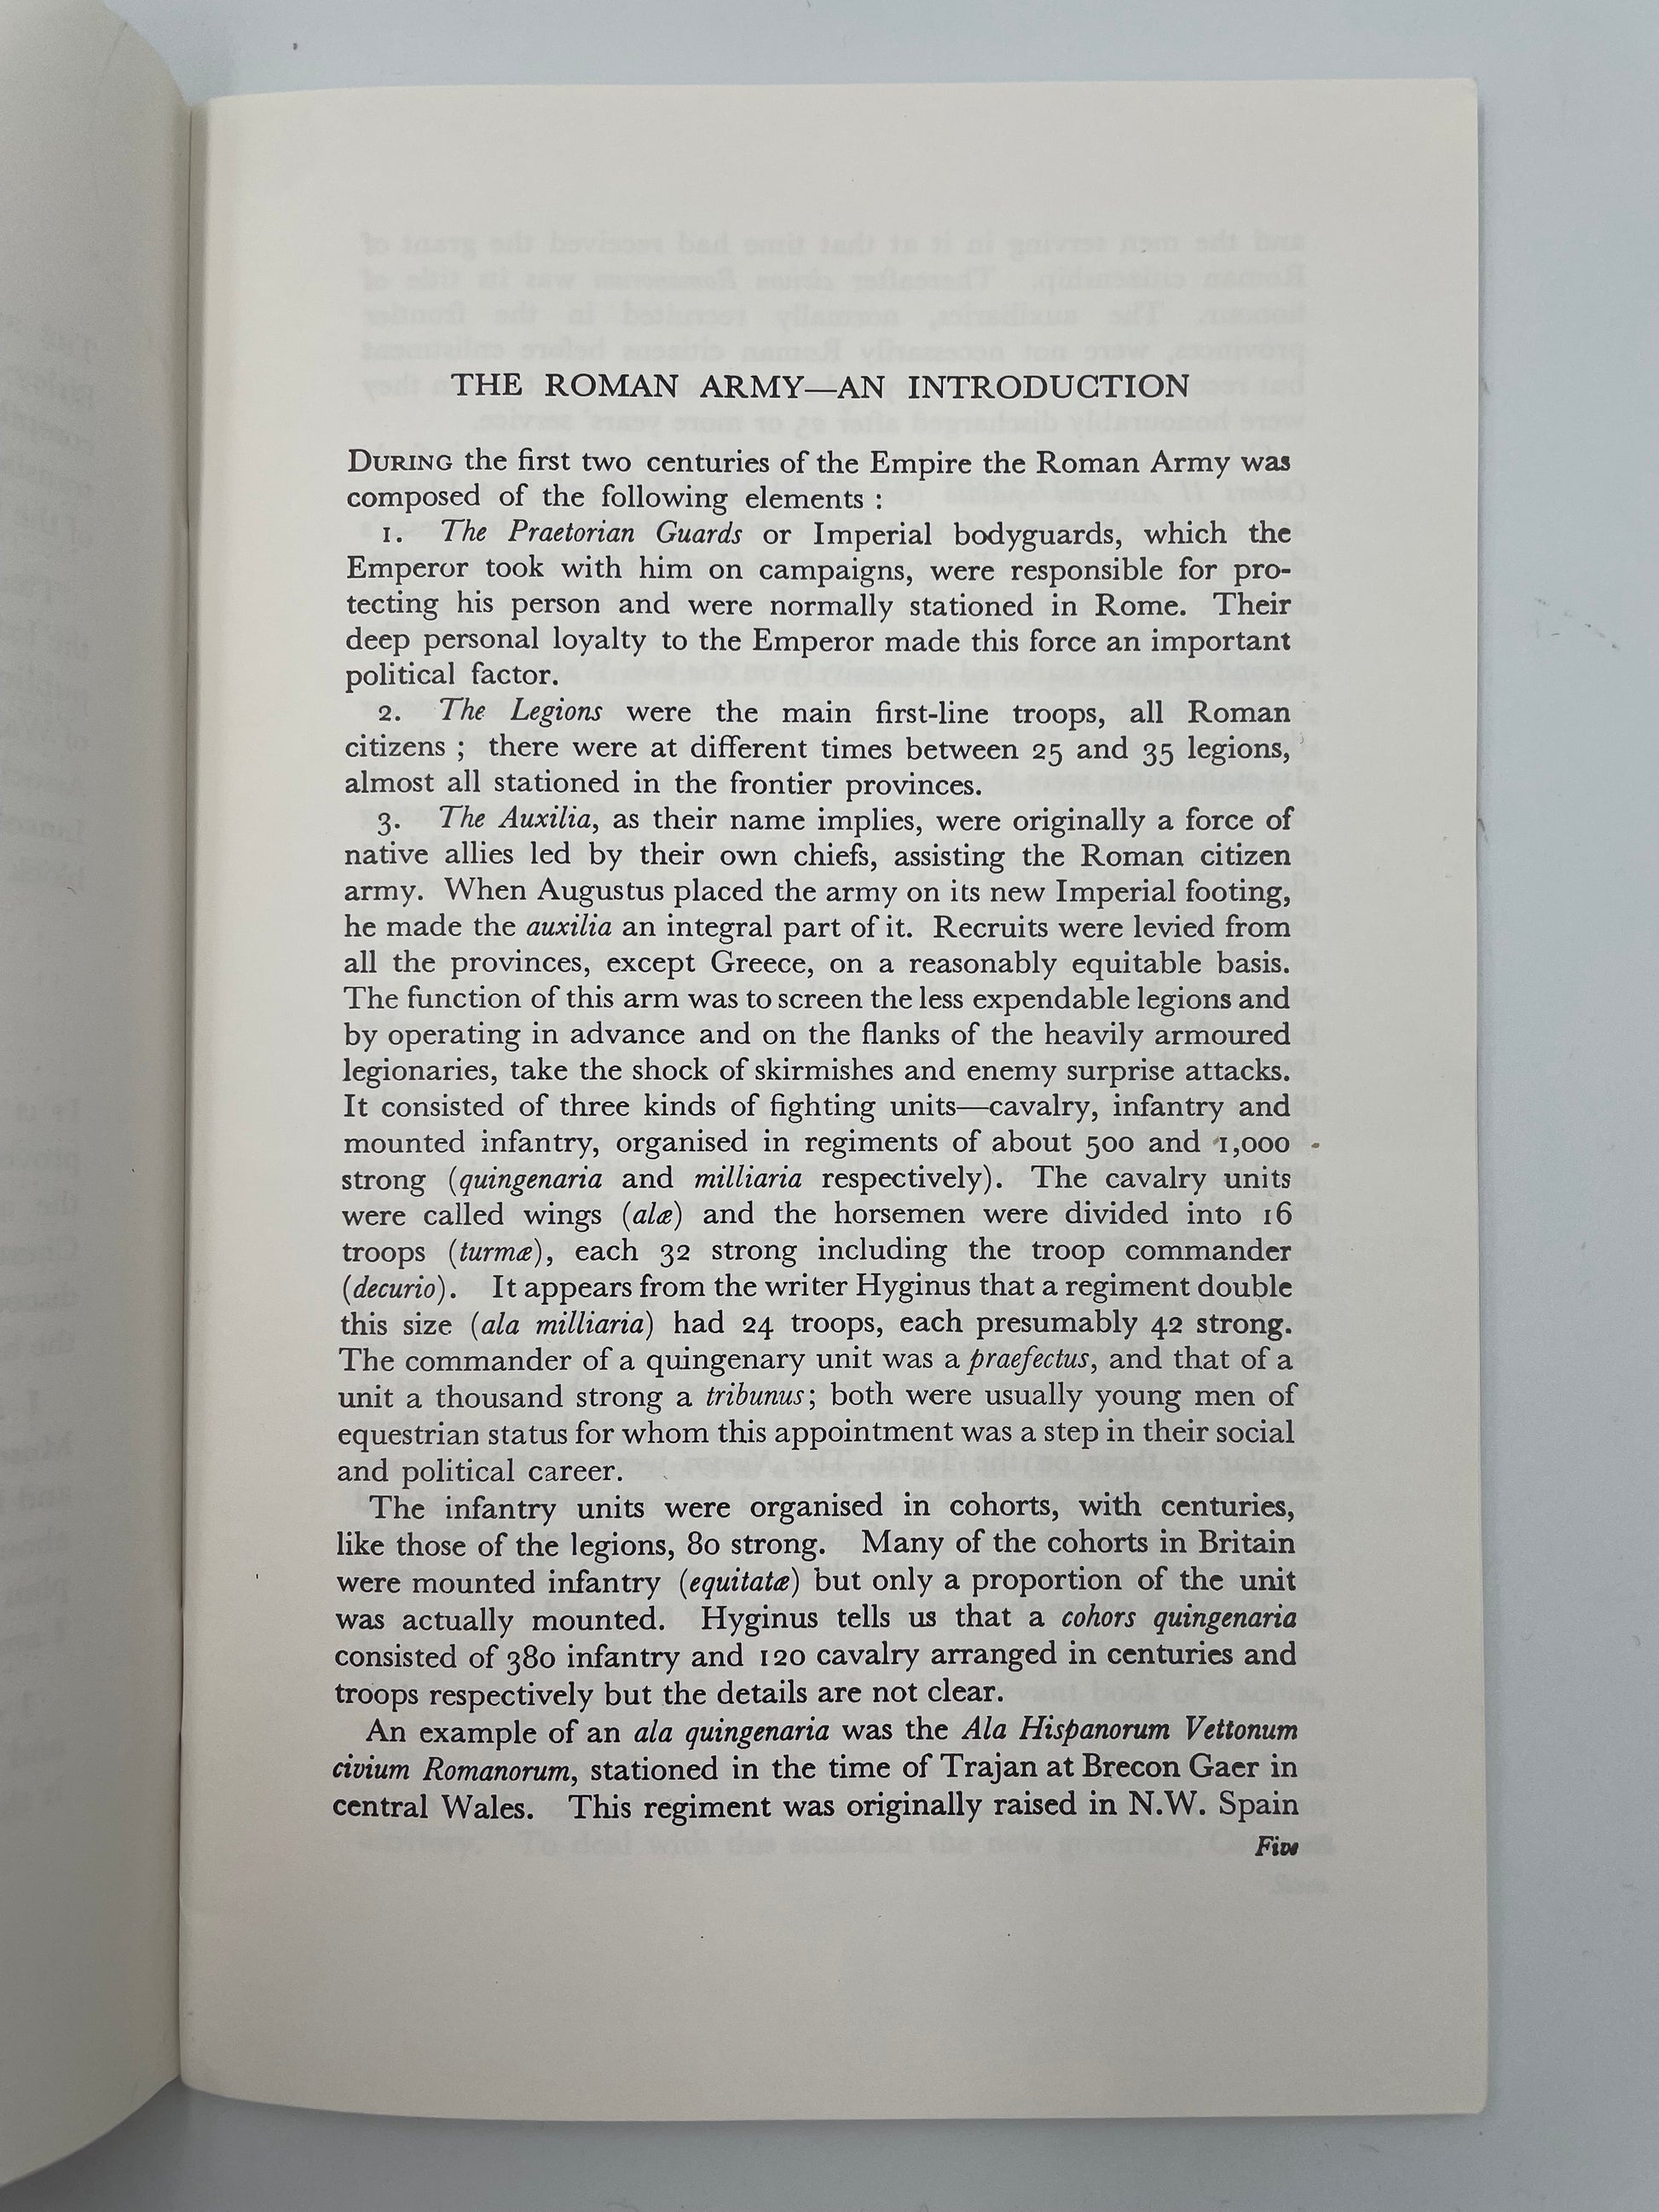 THE ROMAN ARMY—AN INTRODUCTION
DURING the first two centuries of the Empire the Roman Army was
composed of the following elements :
1. The Praetorian Guards or Imperial bodyguards, which the
Emperor took with him on campaigns, were responsible for pro-
tecting his person and were normally stationed in Rome. Their
deep personal loyalty to the Emperor made this force an important
political factor.
2. The Legions were the main first-line troops, all Roman
citizens ; there were at different times between 25 and 35 legions,
almost all stationed in the frontier provinces.
3. The Auxilia, as their name implies, were originally a force of
native allies led by their own chiefs, assisting the Roman citizen
army. When Augustus placed the army on its new Imperial footing,
he made the auxilia an integral part of it. Recruits were levied from
all the provinces, except Greece, on a reasonably equitable basis.
The function of this arm was to screen the less expendable legions and
by operating in advance and on the flanks of the heavily armoured
legionaries, take the shock of skirmishes and enemy surprise attacks.
It consisted of three kinds of fighting units—cavalry, infantry and
mounted infantry, organised in regiments of about 500 and 1,000
strong (quingenaria and milliaria respectively). The cavalry units
were called wings (alæ) and the horsemen were divided into 16
troops (turmæ), each 32 strong including the troop commander
(decurio). It appears from the writer Hyginus that a regiment double
this size (ala milliaria) had 24 troops, each presumably 42 strong.
The commander of a quingenary unit was a praefectus, and that of a
unit a thousand strong a tribunus; both were usually young men of
equestrian status for whom this appointment was a step in their social
and political career.
The infantry units were organised in cohorts, with centuries,
like those of the legions, 80 strong. Many of the cohorts in Britain
were mounted infantry (equitatæ) but only a proportion of the unit
was actually mounted. Hyginus tells us that a cohors quingenaria
consisted of 380 infantry and 120 cavalry arranged in centuries and
troops respectively but the details are not clear.
An example of an ala quingenaria was the Ala Hispanorum Vettonum
civium Romanorum, stationed in the time of Trajan at Brecon Gaer in
central Wales. This regiment was originally raised in N.W. Spain
Five